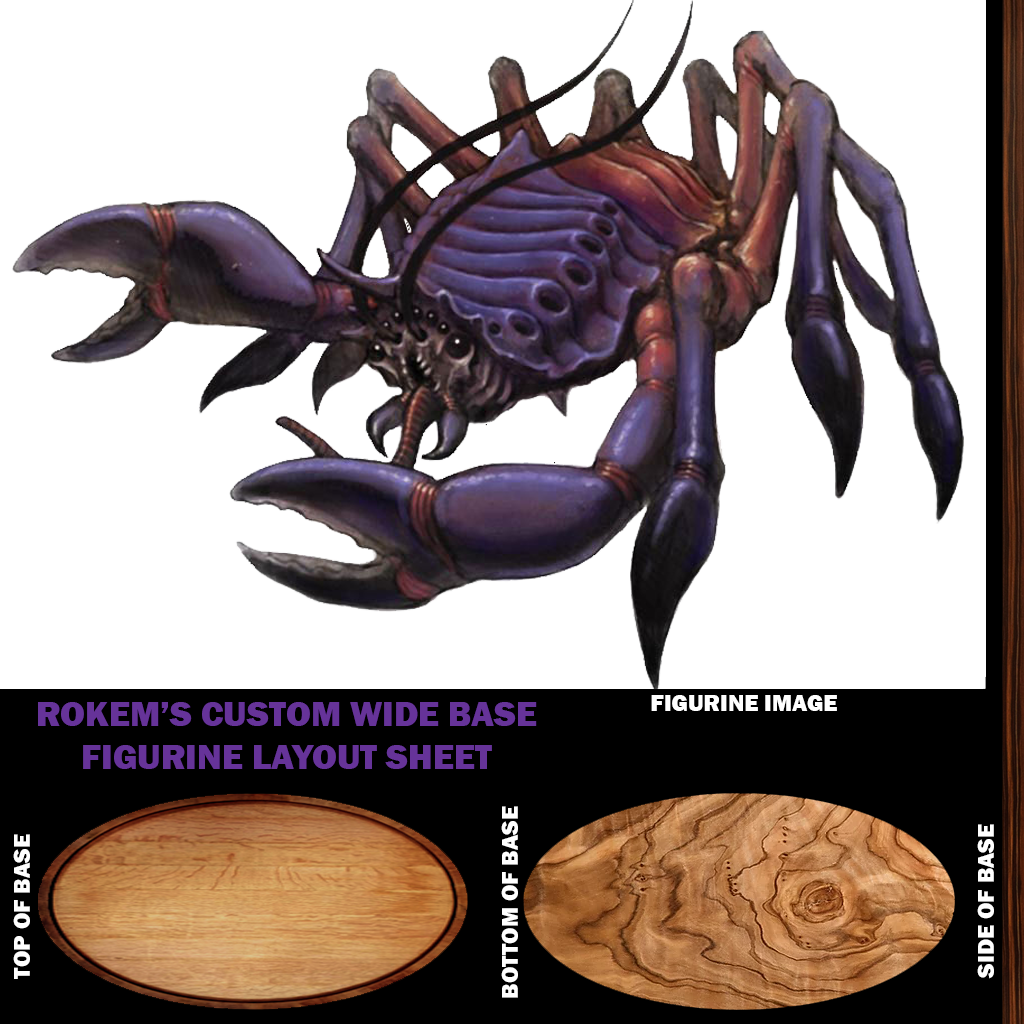 FIGURINE IMAGE
ROKEM’S CUSTOM WIDE BASE
FIGURINE LAYOUT SHEET
TOP OF BASE
BOTTOM OF BASE
SIDE OF BASE